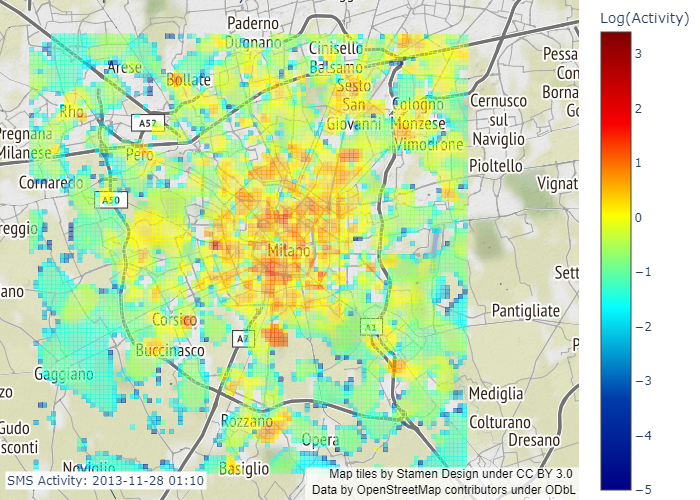 Log(Activity)
Paderno
Dugnano
Cinisello
Balsamo
Arese
Bollate
Sesto
San
Giovanni
Cologno
Monzese
Vimodrone
Cernusco
sul
Naviglio
Pessa
Con
Borna
Go
Rho
A52
Pregnana
Milanese
Pero
Pioltello
Cornaredo
A50
Vignat
reggio
Milano
Sett
ano
Pantigliate
Corsico
A7
A1
Buccinasco
P
Gaggiano
zo
Mediglia
Rozzano
Colturano
Gudo
sconti
Opera
Dresano
Noviglio
Basiglio
3
2
1
0
−1
−2
−3
−4
−5
SMS Activity: 2013-11-28 01:10
Map tiles by Stamen Design under CC BY 3.0
Data by OpenStreetMap contributors under ODbL